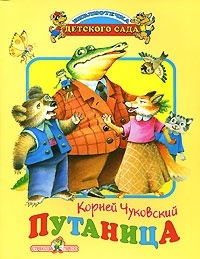 БИБЛИОТЕЧКА
ДЕТСКОГО САДА
Корней Чуковский
ПУТАНИЦА